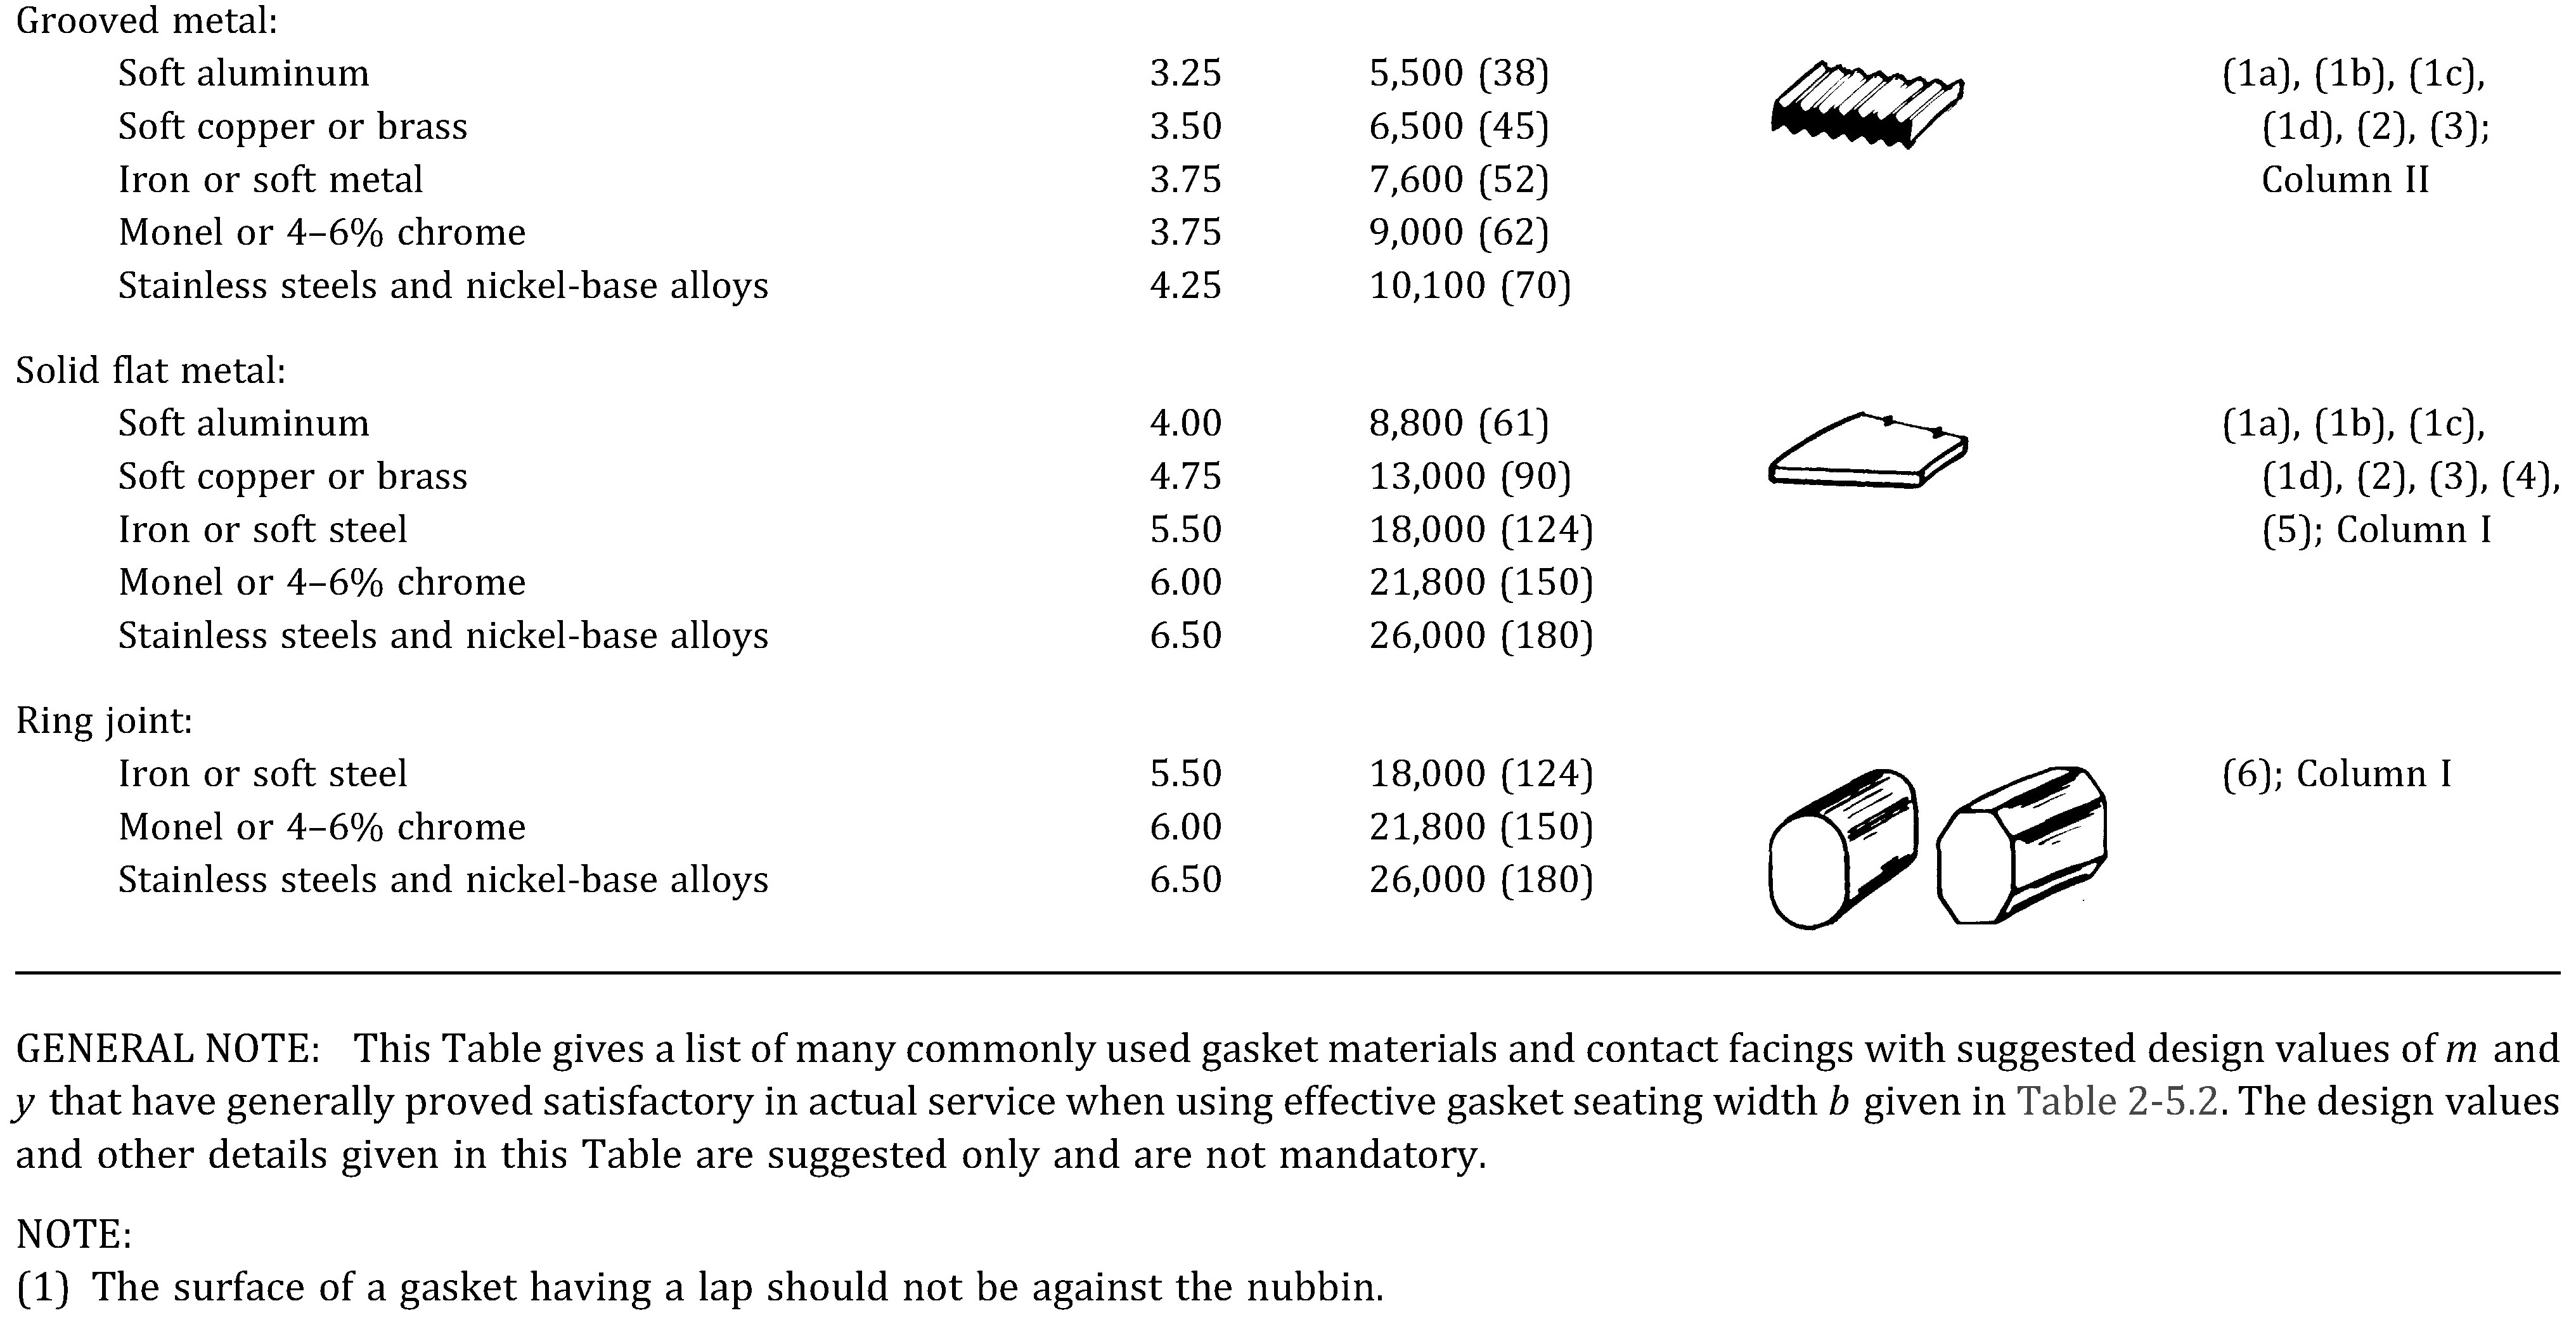 Grooved metal:
Soft aluminum 3.25 5,500 (38) (1a), (1b), (1c),
Soft copper or brass 3.50 6,500 (45) (1d), (2), (3);
Iron or soft metal 3.75 7,600 (52) Column II
Monel or 4–6% chrome 3.75 9,000 (62)
Stainless steels and nickel-base alloys 4.25 10,100 (70)
Solid flat metal:
Soft aluminum 4.00 8,800 (61) (1a), (1b), (1c),
Soft copper or brass 4.75 13,000 (90) (1d), (2), (3), (4),
Iron or soft steel 5.50 18,000 (124) (5); Column I
Monel or 4–6% chrome 6.00 21,800 (150)
Stainless steels and nickel-base alloys 6.50 26,000 (180)
Ring joint:
Iron or soft steel 5.50 18,000 (124) (6); Column I
Monel or 4–6% chrome 6.00 21,800 (150)
Stainless steels and nickel-base alloys 6.50 26,000 (180)
GENERAL NOTE: This Table gives a list of many commonly used gasket materials and contact facings with suggested design values of m and
y that have generally proved satisfactory in actual service when using effective gasket seating width b given in Table 2-5.2. The design values
and other details given in this Table are suggested only and are not mandatory.
NOTE:
(1) The surface of a gasket having a lap should not be against the nubbin.